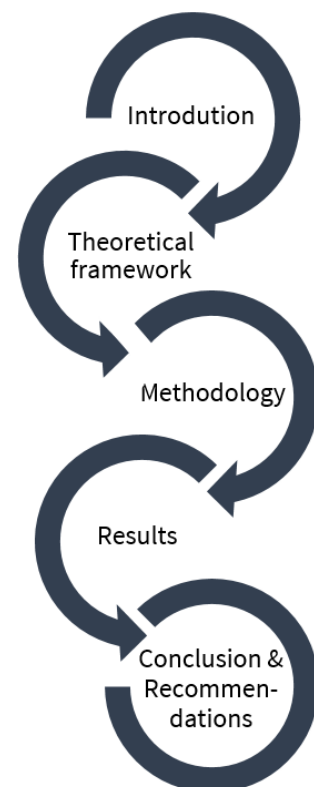 Introdution
Theoretical
framework
Methodology
Results
Conclusion &
Recommen-
dations